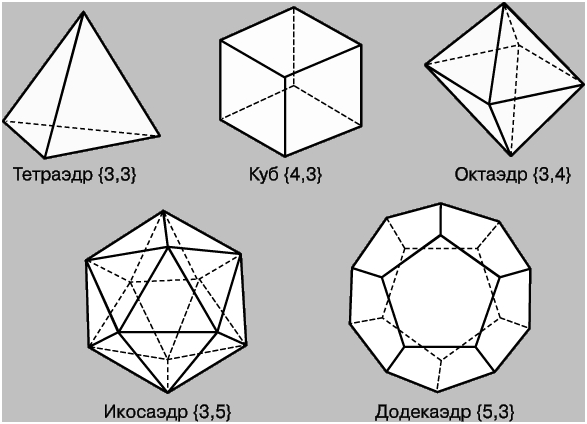 Тетраэдр {3,3}
Куб {4,3}
Октаэдр {3,4}
Икосаэдр {3,5}
Додекаэдр {5,3}